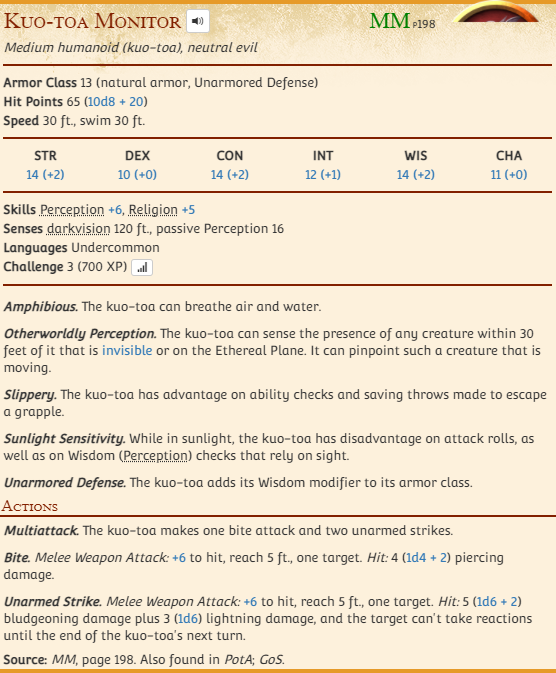 Kuo-toa Monitor MM p198
Medium humanoid (kuo-toa), neutral evil
Armor Class 13 (natural armor, Unarmored Defense)
Hit Points 65 (10d8 + 20)
Speed 30 ft., swim 30 ft.
STR DEX CON INT WIS CHA
14 (+2) 10 (+0) 14 (+2) 12 (+1) 14 (+2) 11 (+0)
Skills Perception +6, Religion +5
Senses darkvision 120 ft., passive Perception 16
Languages Undercommon
Challenge 3 (700 XP)
Amphibious. The kuo-toa can breathe air and water.
Otherworldly Perception. The kuo-toa can sense the presence of any creature within 30
feet of it that is invisible or on the Ethereal Plane. It can pinpoint such a creature that is
moving.
Slippery. The kuo-toa has advantage on ability checks and saving throws made to escape
a grapple.
Sunlight Sensitivity. While in sunlight, the kuo-toa has disadvantage on attack rolls, as
well as on Wisdom (Perception) checks that rely on sight.
Unarmored Defense. The kuo-toa adds its Wisdom modifier to its armor class.
Actions
Multiattack. The kuo-toa makes one bite attack and two unarmed strikes.
Bite. Melee Weapon Attack: +6 to hit, reach 5 ft., one target. Hit: 4 (1d4 + 2) piercing
damage.
Unarmed Strike. Melee Weapon Attack: +6 to hit, reach 5 ft., one target. Hit: 5 (1d6 + 2)
bludgeoning damage plus 3 (1d6) lightning damage, and the target can't take reactions
until the end of the kuo-toa's next turn.
Source: MM, page 198. Also found in PotA; GoS.